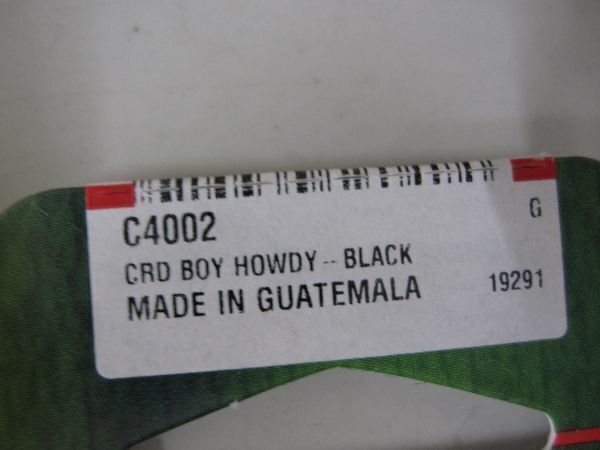 C4002 G
CRD BOY HOWDY -- BLACK
MADE IN GUATEMALA 19291